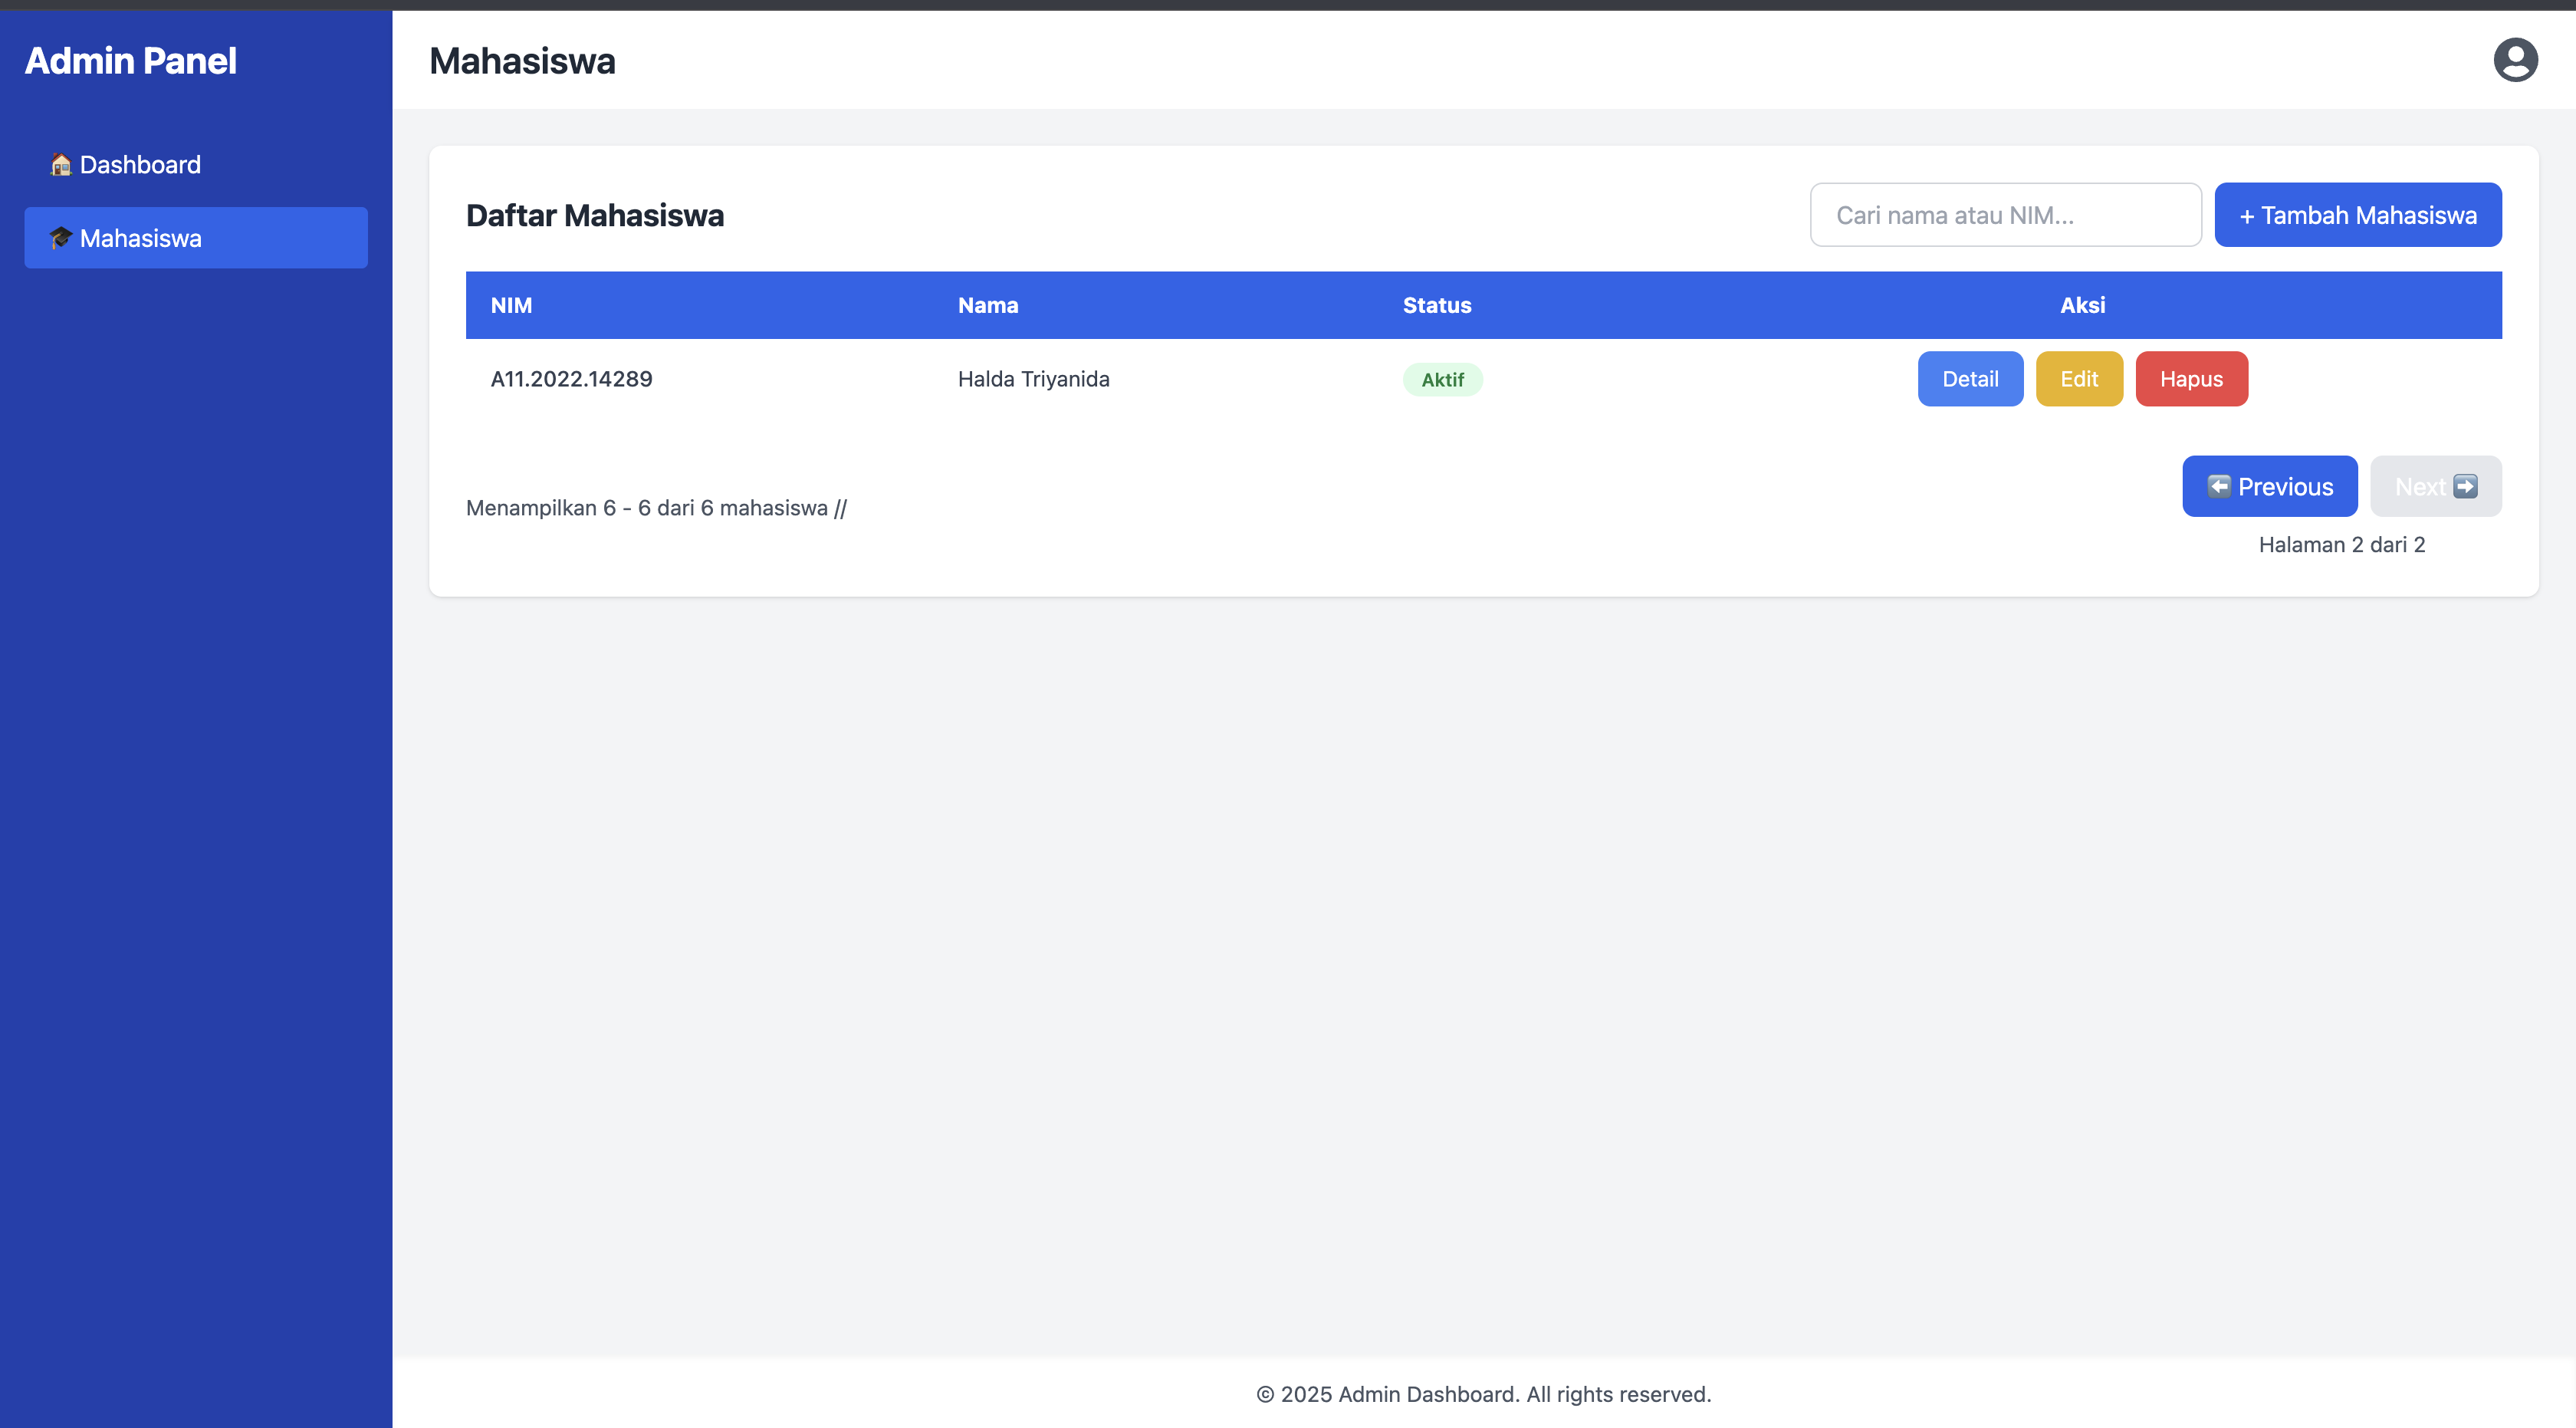 Admin Panel
🏠 Dashboard
🎓 Mahasiswa
Mahasiswa
Daftar Mahasiswa
Cari nama atau NIM...
+ Tambah Mahasiswa
NIM Nama Status Aksi
A11.2022.14289 Halda Triyanida Aktif Detail Edit Hapus
Menampilkan 6 - 6 dari 6 mahasiswa //
⬅️ Previous Next ➡️
Halaman 2 dari 2
© 2025 Admin Dashboard. All rights reserved.